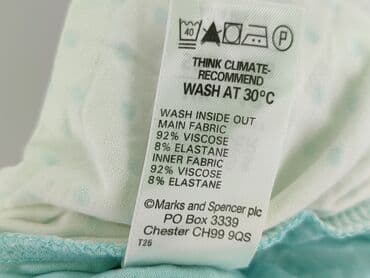 40 P
THINK CLIMATE-
RECOMMEND
WASH AT 30°C
WASH INSIDE OUT
MAIN FABRIC
92% VISCOSE
8% ELASTANE
INNER FABRIC
92% VISCOSE
8% ELASTANE
©Marks and Spencer plc
PO Box 3339
Chester CH99 9QS
T26